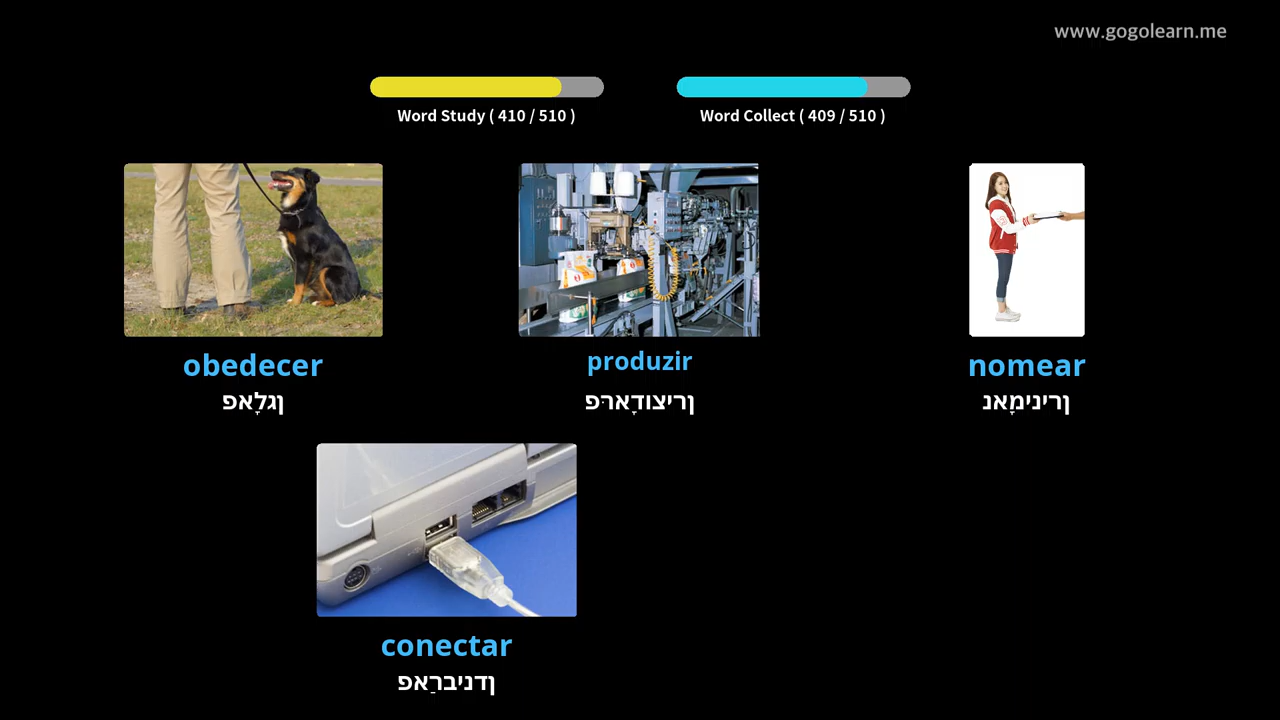 www.gogolearn.me
Word Study ( 410 / 510 )
Word Collect ( 409 / 510 )
obedecer
פאָלגן
produzir
פּראָדוצירן
nomear
נאָמינירן
conectar
פאַרבינדן